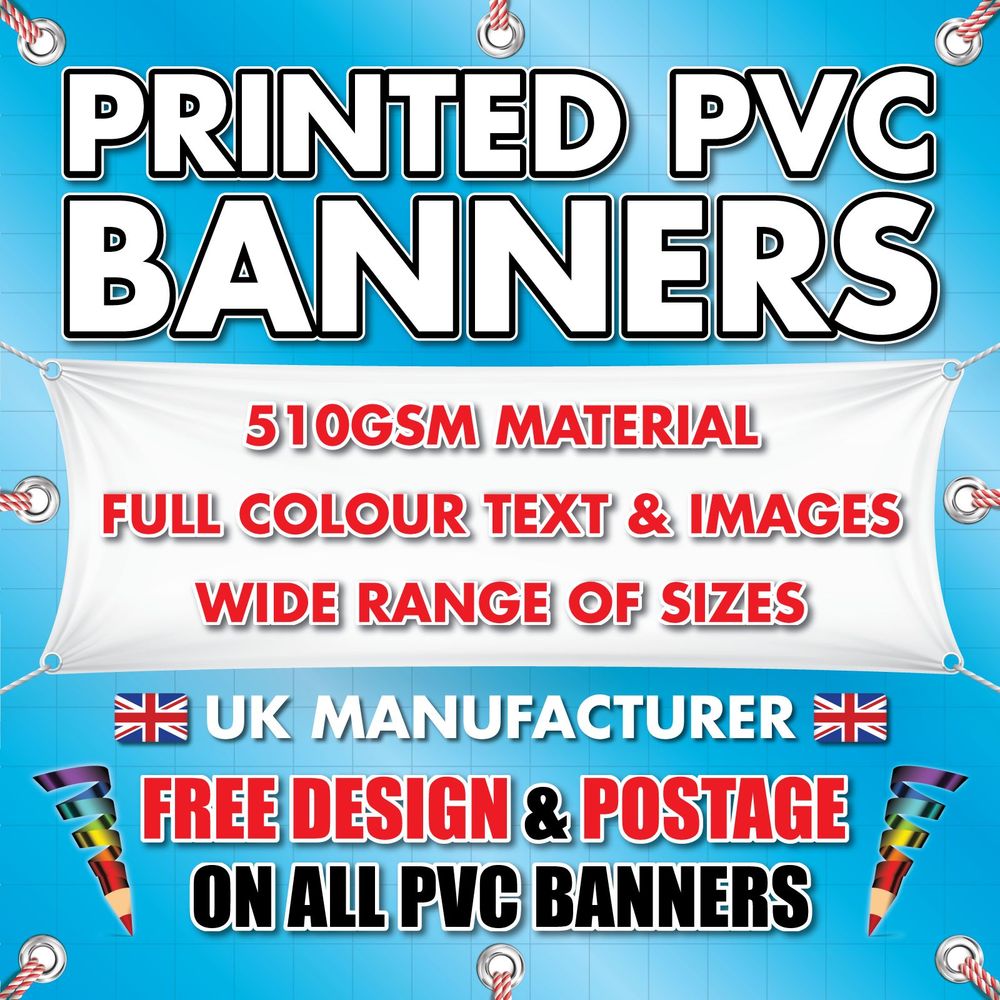 PRINTED PVC
BANNERS
510GSM MATERIAL
FULL COLOUR TEXT & IMAGES
WIDE RANGE OF SIZES
UK MANUFACTURER
FREE DESIGN & POSTAGE
ON ALL PVC BANNERS